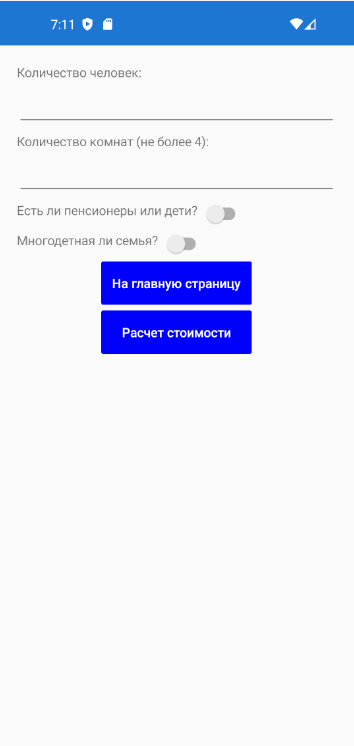 7:11
Количество человек:
Количество комнат (не более 4):
Есть ли пенсионеры или дети?
Многодетная ли семья?
На главную страницу
Расчет стоимости